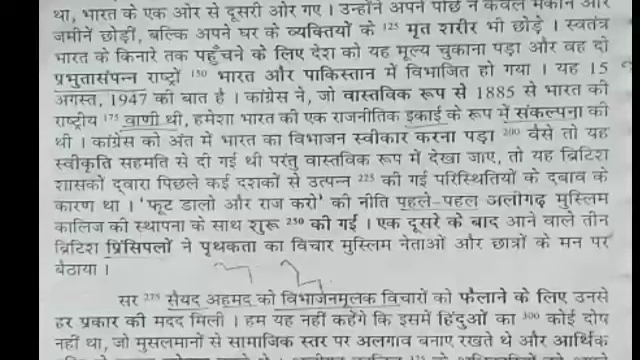 था, भारत के एक ओर से दूसरी ओर गए । उन्होंने अपने पीछे न केवल मकान और
जमीनें छोड़ीं, बल्कि अपने घर के व्यक्तियों के 125 मृत शरीर भी छोड़े । स्वतंत्र
भारत के किनारे तक पहुँचने के लिए देश को यह मूल्य चुकाना पड़ा और वह दो
प्रभुतासंपन्न राष्ट्रों 150 भारत और पाकिस्तान में विभाजित हो गया । यह 15
अगस्त, 1947 की बात है । कांग्रेस ने, जो वास्तविक रूप से 1885 से भारत की
राष्ट्रीय 175 वाणी थी, हमेशा भारत की एक राजनीतिक इकाई के रूप में संकल्पना की
थी । कांग्रेस को अंत में भारत का विभाजन स्वीकार करना पड़ा 200 वैसे तो यह
स्वीकृति सहमति से दी गई थी परंतु वास्तविक रूप में देखा जाए, तो यह ब्रिटिश
शासकों द्वारा पिछले कई दशकों से उत्पन्न 225 की गई परिस्थितियों के दबाव के
कारण था । 'फूट डालो और राज करो' की नीति पहले-पहल अलीगढ़ मुस्लिम
कालिज की स्थापना के साथ शुरू 250 की गई । एक दूसरे के बाद आने वाले तीन
ब्रिटिश प्रिंसिपलों ने पृथकता का विचार मुस्लिम नेताओं और छात्रों के मन पर
बैठाया ।
सर 275 सैयद अहमद को विभाजनमूलक विचारों को फैलाने के लिए उनसे
हर प्रकार की मदद मिली । हम यह नहीं कहेंगे कि इसमें हिंदुओं का 300 कोई दोष
नहीं था, जो मुसलमानों से सामाजिक स्तर पर अलगाव बनाए रखते थे और आर्थिक